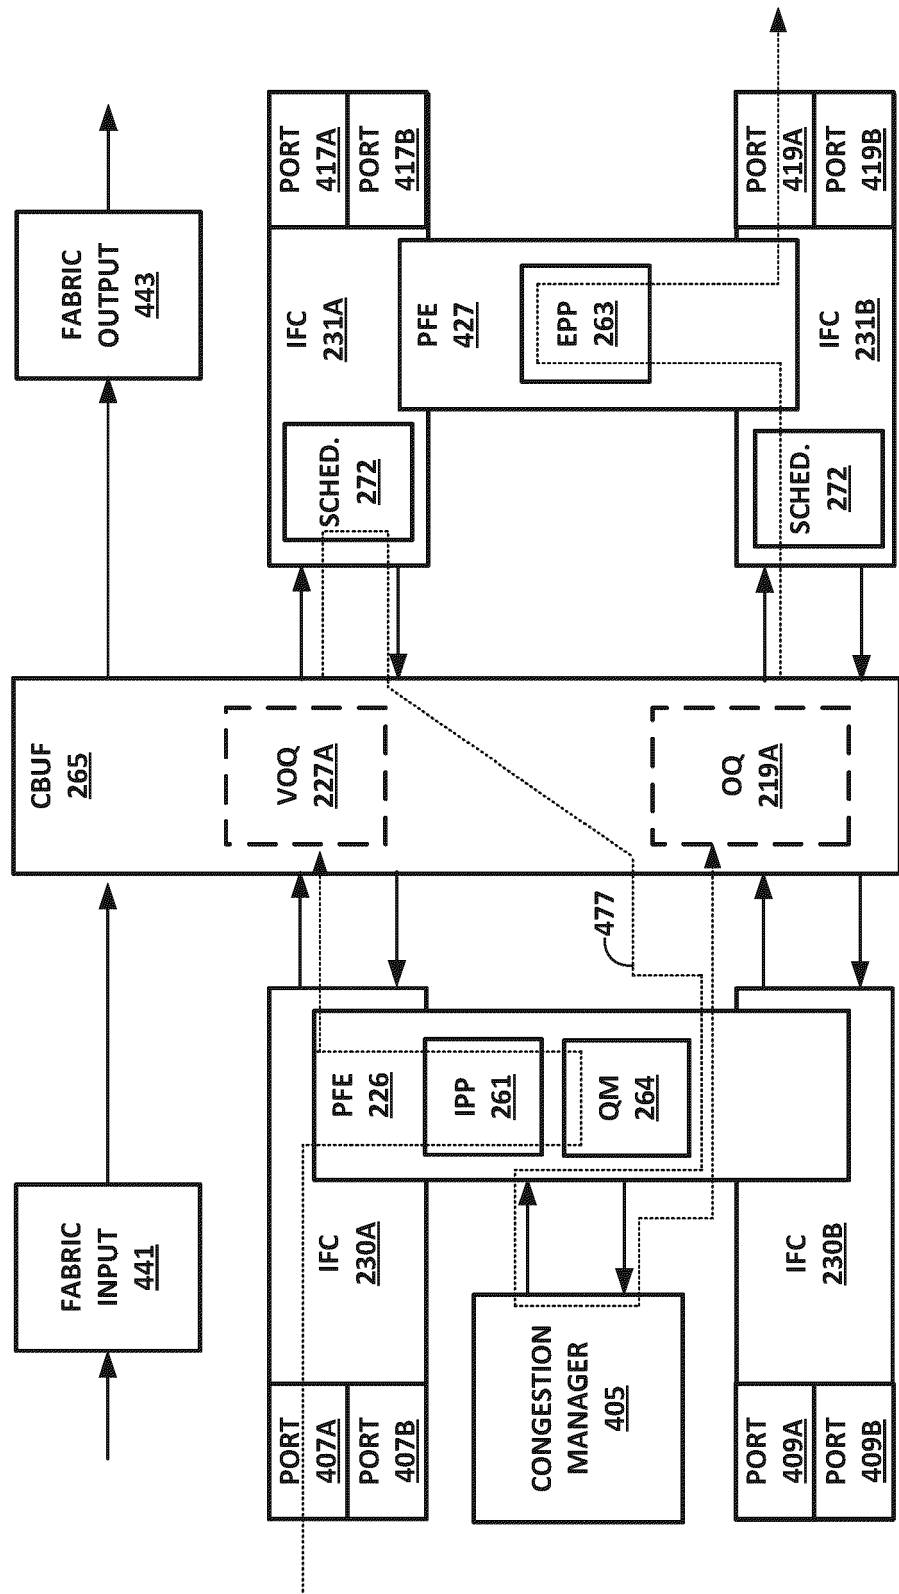 FABRIC
INPUT
441
FABRIC
OUTPUT
443
CBUF
265
PORT
407A
PORT
407B
IFC
230A
PFE
226
IPP
261
QM
264
VOQ
227A
SCHED.
272
IFC
231A
PORT
417A
PORT
417B
PFE
427
EPP
263
CONGESTION
MANAGER
405
477
PORT
409A
PORT
409B
IFC
230B
OQ
219A
SCHED.
272
IFC
231B
PORT
419A
PORT
419B